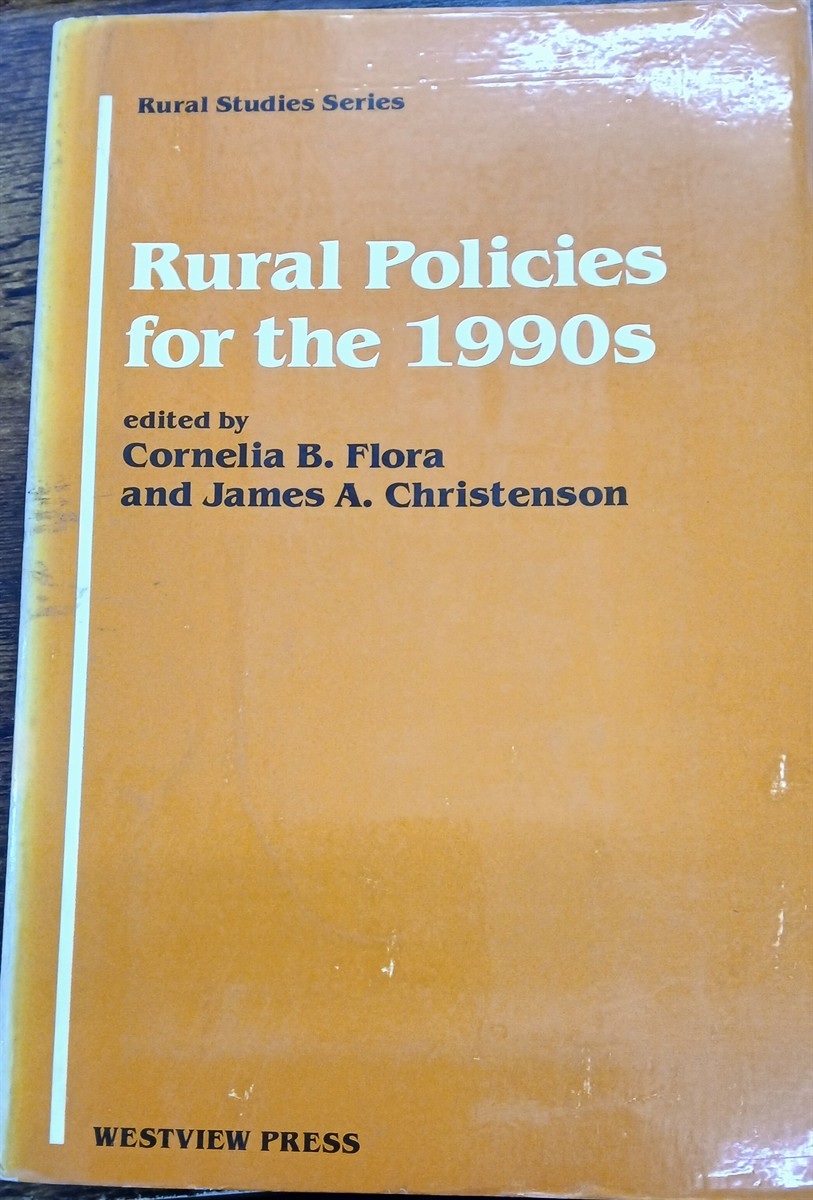 Rural Studies Series
Rural Policies
for the 1990s
edited by
Cornelia B. Flora
and James A. Christenson
WESTVIEW PRESS